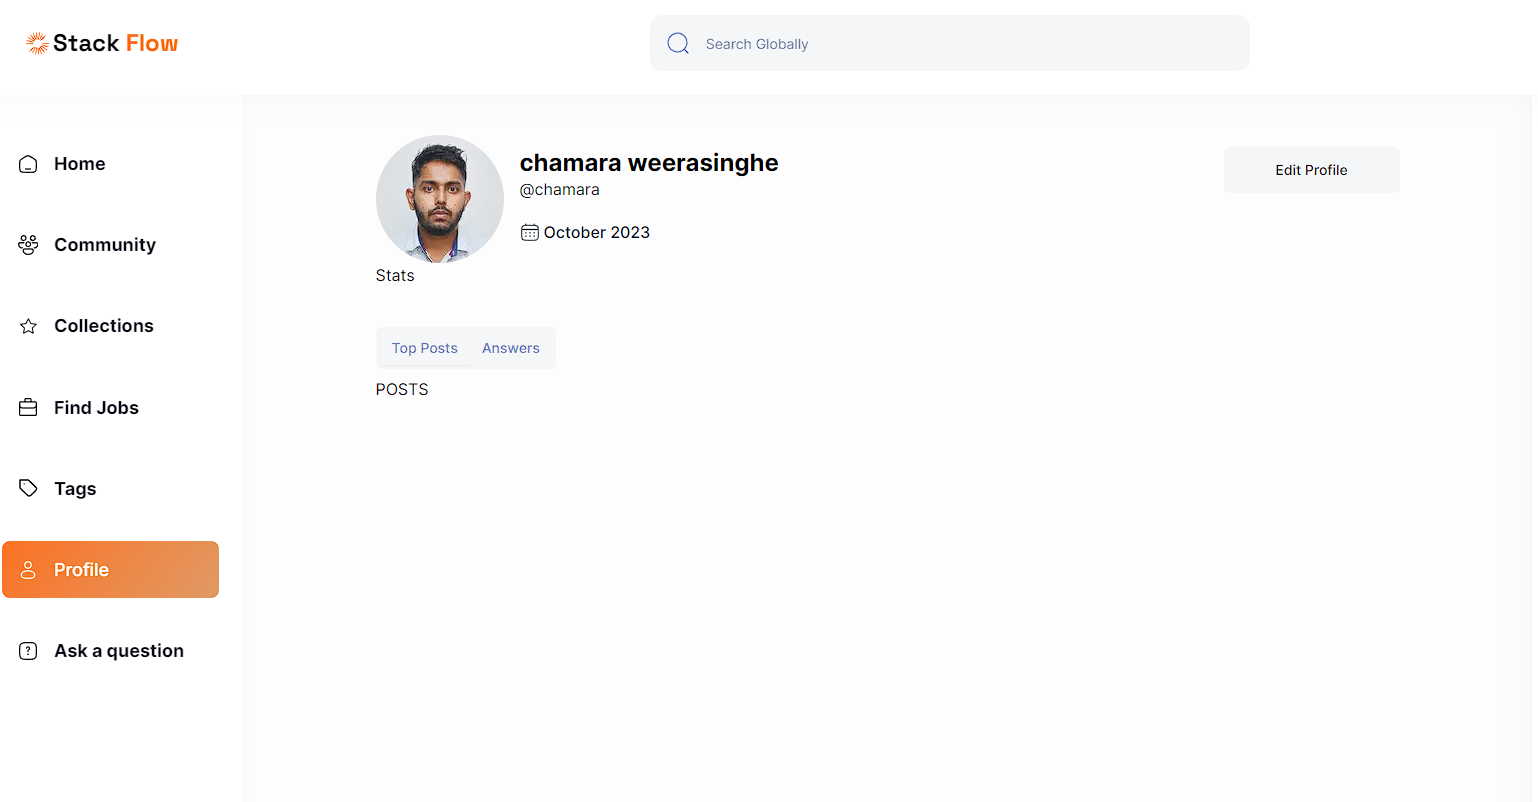 Stack Flow
Search Globally
Home
Community
Collections
Find Jobs
Tags
Profile
Ask a question
chamara weerasinghe
@chamara
October 2023
Edit Profile
Stats
Top Posts Answers
POSTS